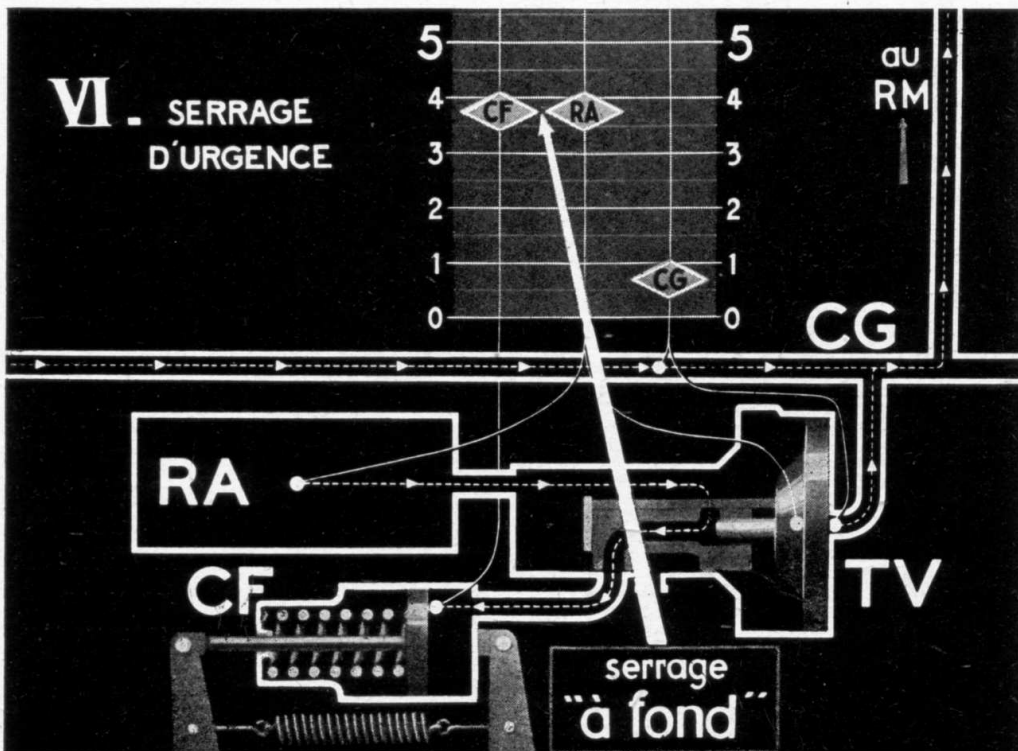 VI. SERRAGE
D'URGENCE
5 5
4 CF RA 4
3 3
2 2
1 CG 1
0 0
au
RM
CG
RA
CF
TV
serrage
"à fond"